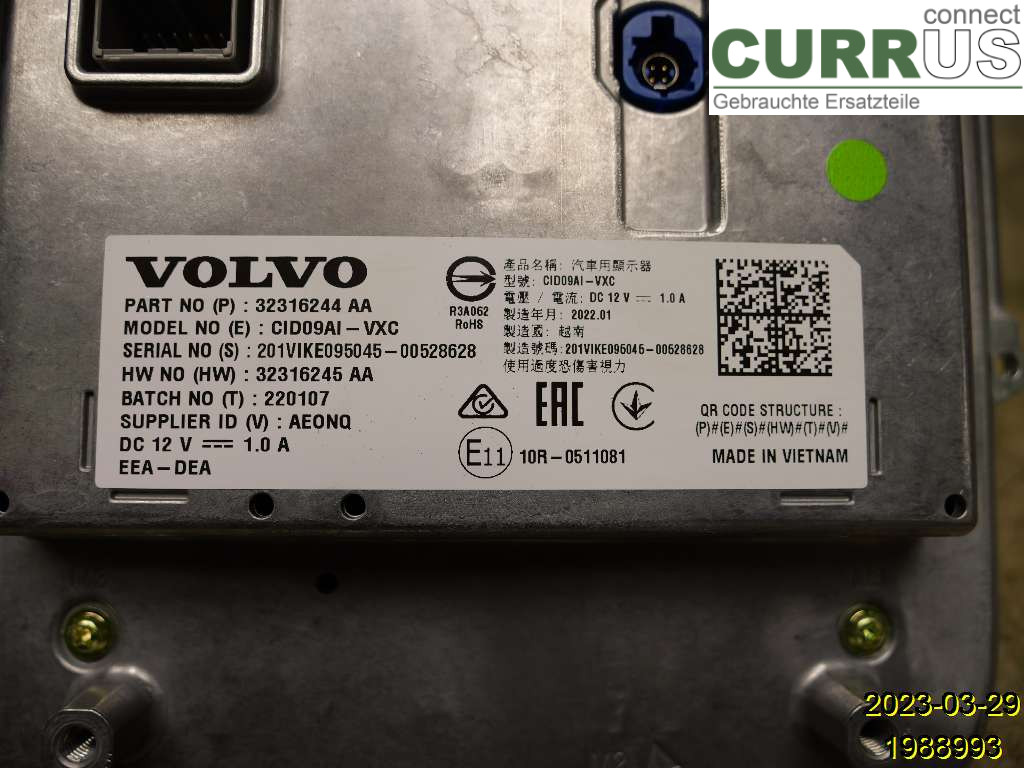 connect
CURRUS
Gebrauchte Ersatzteile
VOLVO
PART NO (P) : 32316244 AA
MODEL NO (E) : CID09AI-VXC
SERIAL NO (S) : 201VIKE095045-00528628
HW NO (HW) : 32316245 AA
BATCH NO (T) : 220107
SUPPLIER ID (V) : AEONQ
DC 12 V ⎓ 1.0 A
EEA-DEA
R3A062
RoHS
產品名稱: 汽車用顯示器
型號: CID09AI-VXC
電壓 / 電流: DC 12 V ⎓ 1.0 A
製造年月: 2022.01
製造國: 越南
製造號碼: 201VIKE095045-00528628
使用過度恐傷害視力
EAC
E11
10R-0511081
QR CODE STRUCTURE :
(P)#(E)#(S)#(HW)#(T)#(V)#
MADE IN VIETNAM
2023-03-29
1988993